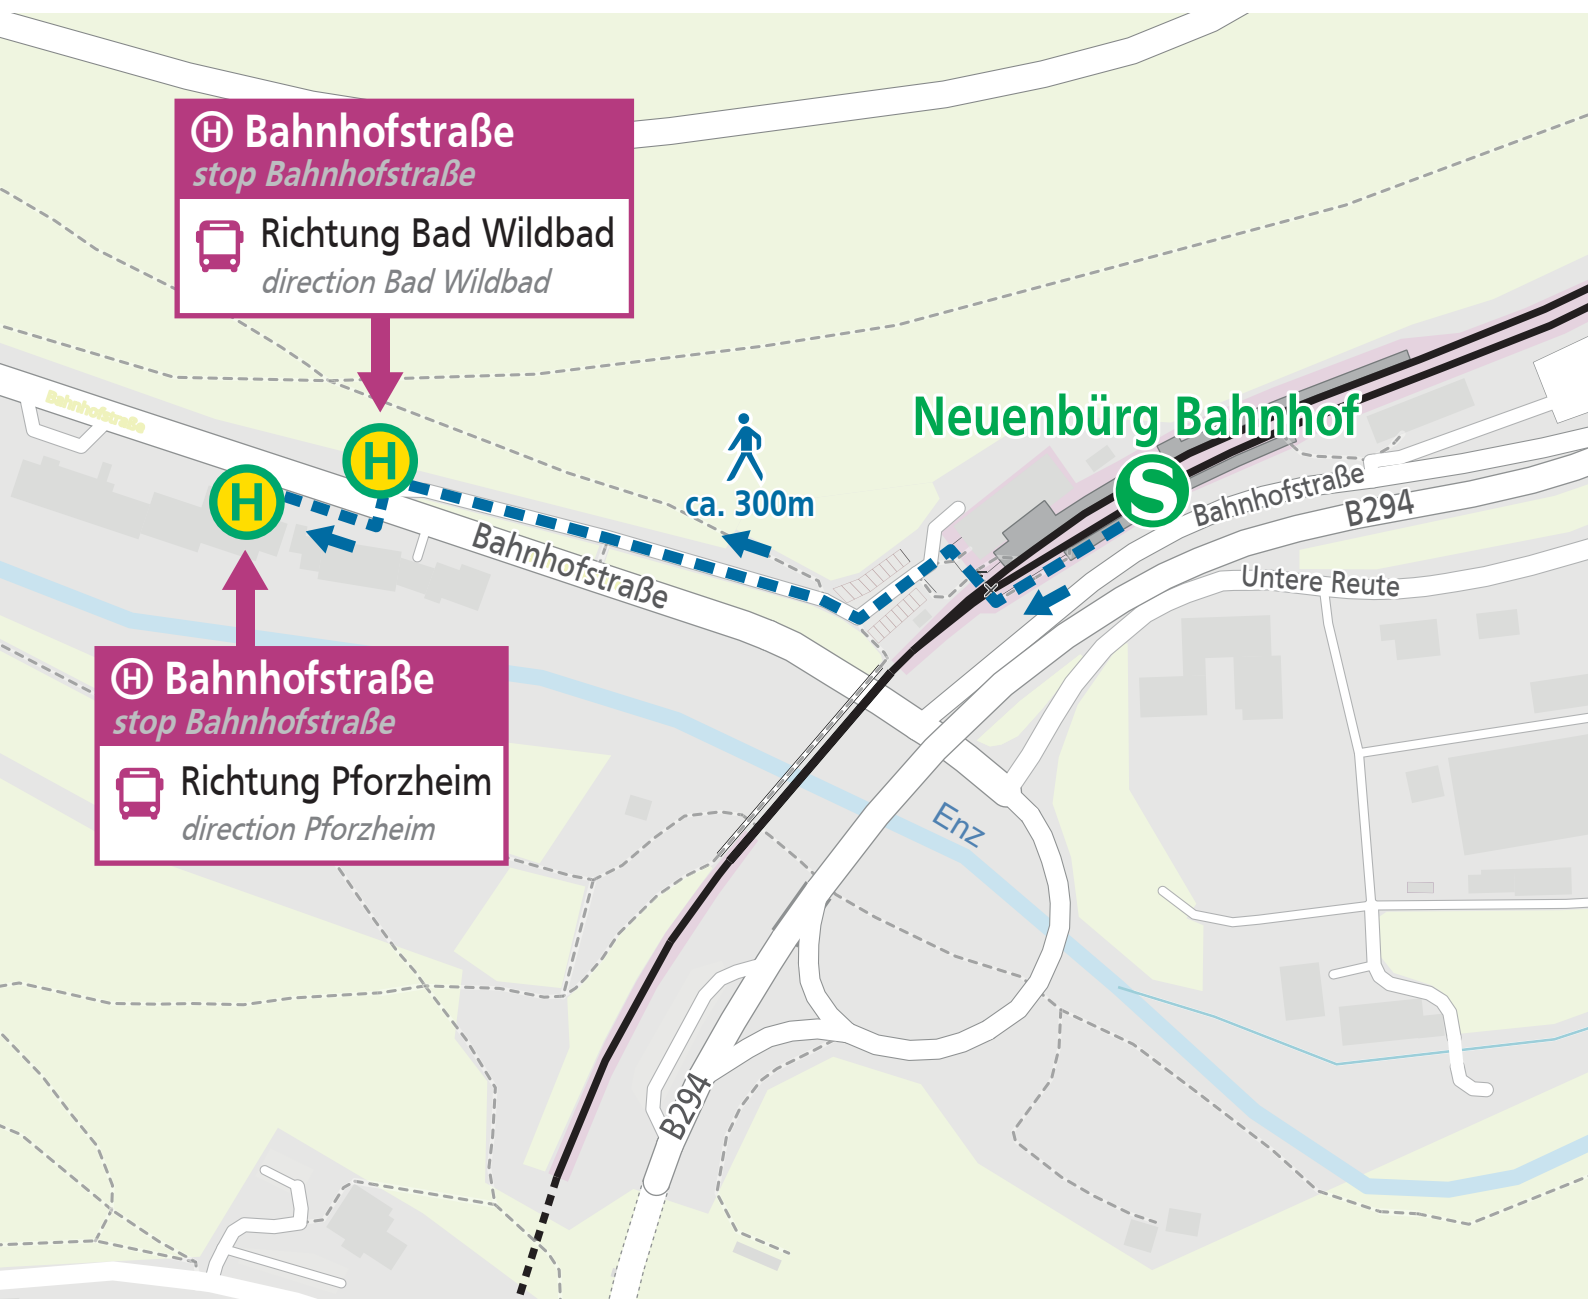 H Bahnhofstraße
stop Bahnhofstraße
Richtung Bad Wildbad
direction Bad Wildbad
Bahnhofstraße
H
H
ca. 300m
Neuenbürg Bahnhof
S
Bahnhofstraße
B294
Bahnhofstraße
Untere Reute
H Bahnhofstraße
stop Bahnhofstraße
Richtung Pforzheim
direction Pforzheim
Enz
B294